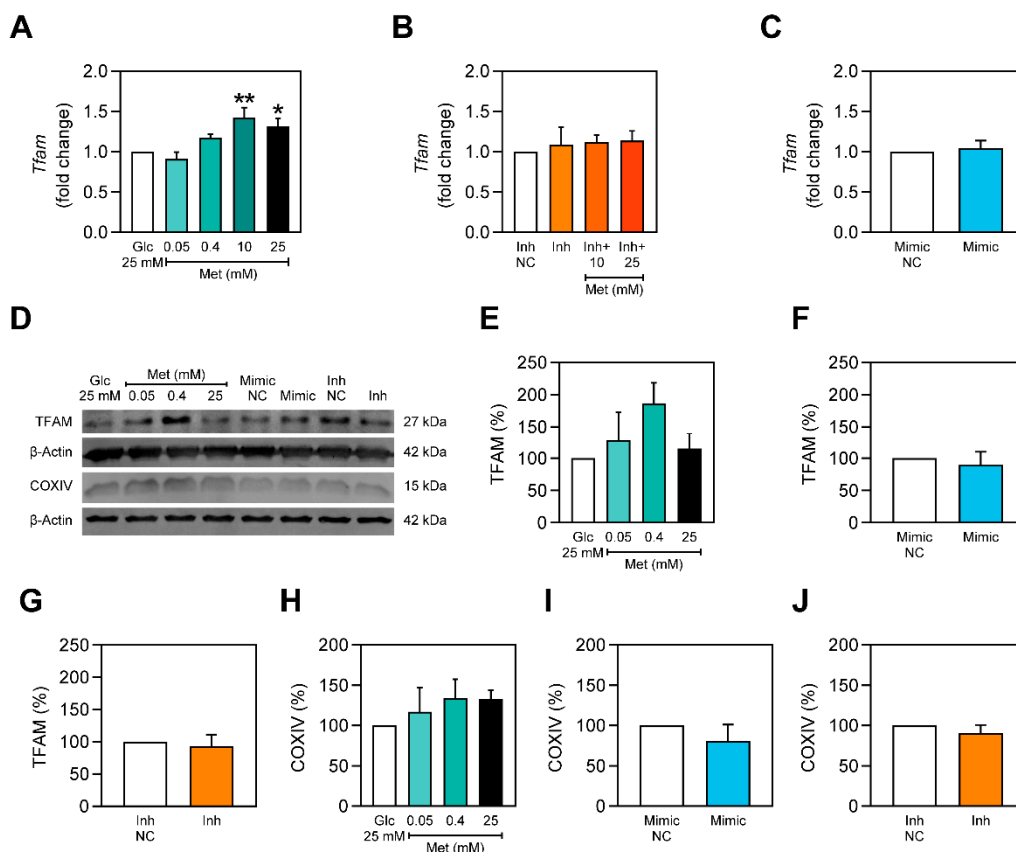 A
Tfam
(fold change)
2.0
1.5
1.0
0.5
0.0
**
*
Glc
25 mM
0.05
0.4
10
25
Met (mM)
B
Tfam
(fold change)
2.0
1.5
1.0
0.5
0.0
Inh
NC
Inh
Inh+
10
Inh+
25
Met (mM)
C
Tfam
(fold change)
2.0
1.5
1.0
0.5
0.0
Mimic
NC
Mimic
D
Glc
25 mM
Met (mM)
0.05
0.4
25
Mimic
NC
Mimic
Inh
NC
Inh
TFAM
27 kDa
β-Actin
42 kDa
COXIV
15 kDa
β-Actin
42 kDa
E
TFAM (%)
250
200
150
100
50
0
Glc
25 mM
0.05
0.4
25
Met (mM)
F
TFAM (%)
250
200
150
100
50
0
Mimic
NC
Mimic
G
TFAM (%)
250
200
150
100
50
0
Inh
NC
Inh
H
COXIV (%)
200
150
100
50
0
Glc
25 mM
0.05
0.4
25
Met (mM)
I
COXIV (%)
200
150
100
50
0
Mimic
NC
Mimic
J
COXIV (%)
200
150
100
50
0
Inh
NC
Inh